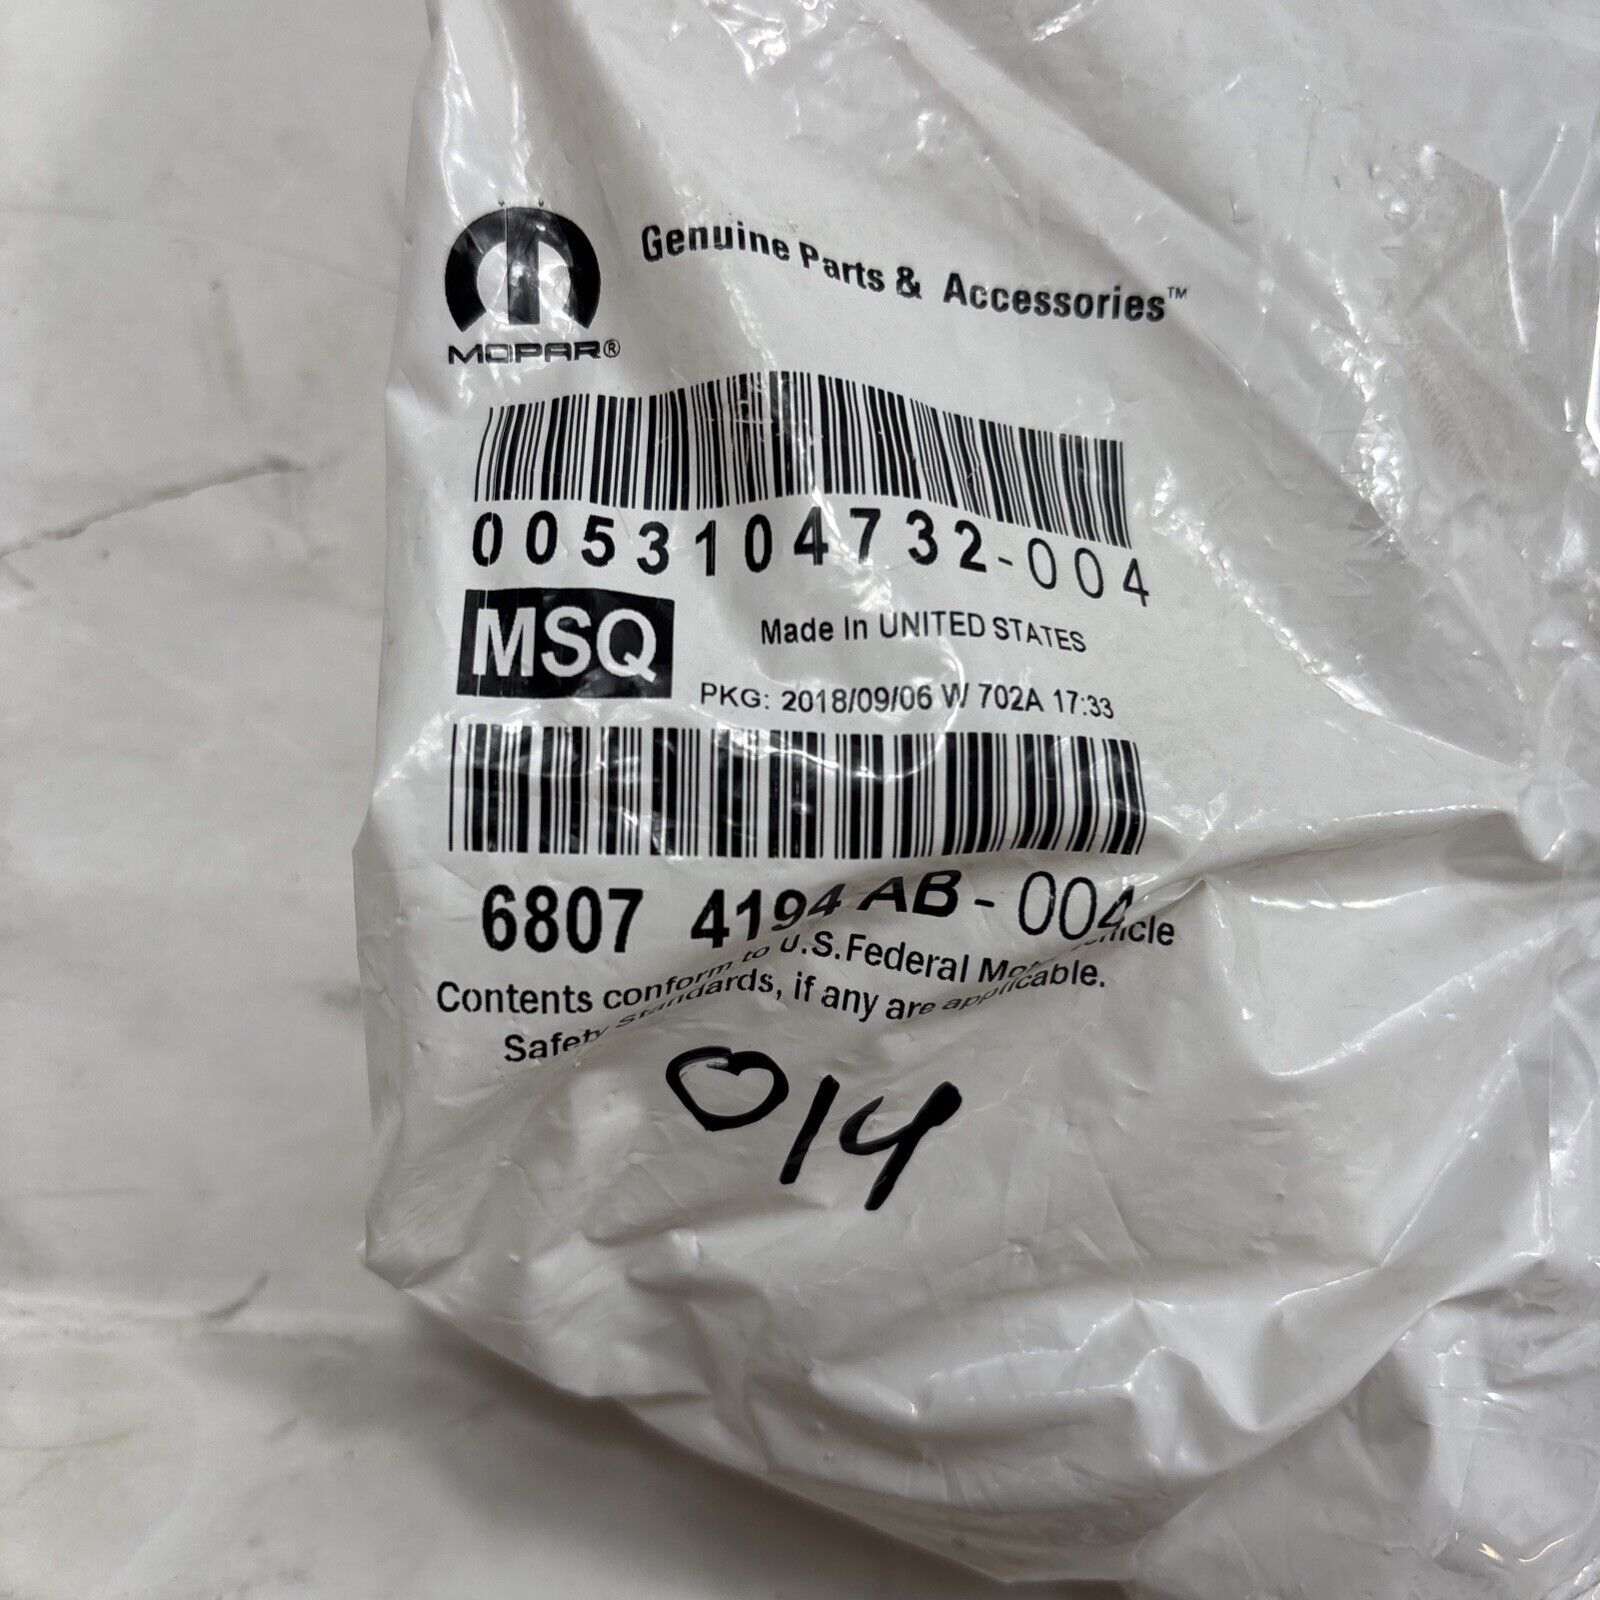 Genuine Parts & Accessories™
MOPAR®
0053104732-004
MSQ
Made In UNITED STATES
PKG: 2018/09/06 W 702A 17:33
6807 4194 AB - 004
Contents conform to U.S. Federal Motor Vehicle
Safety Standards, if any are applicable.
014